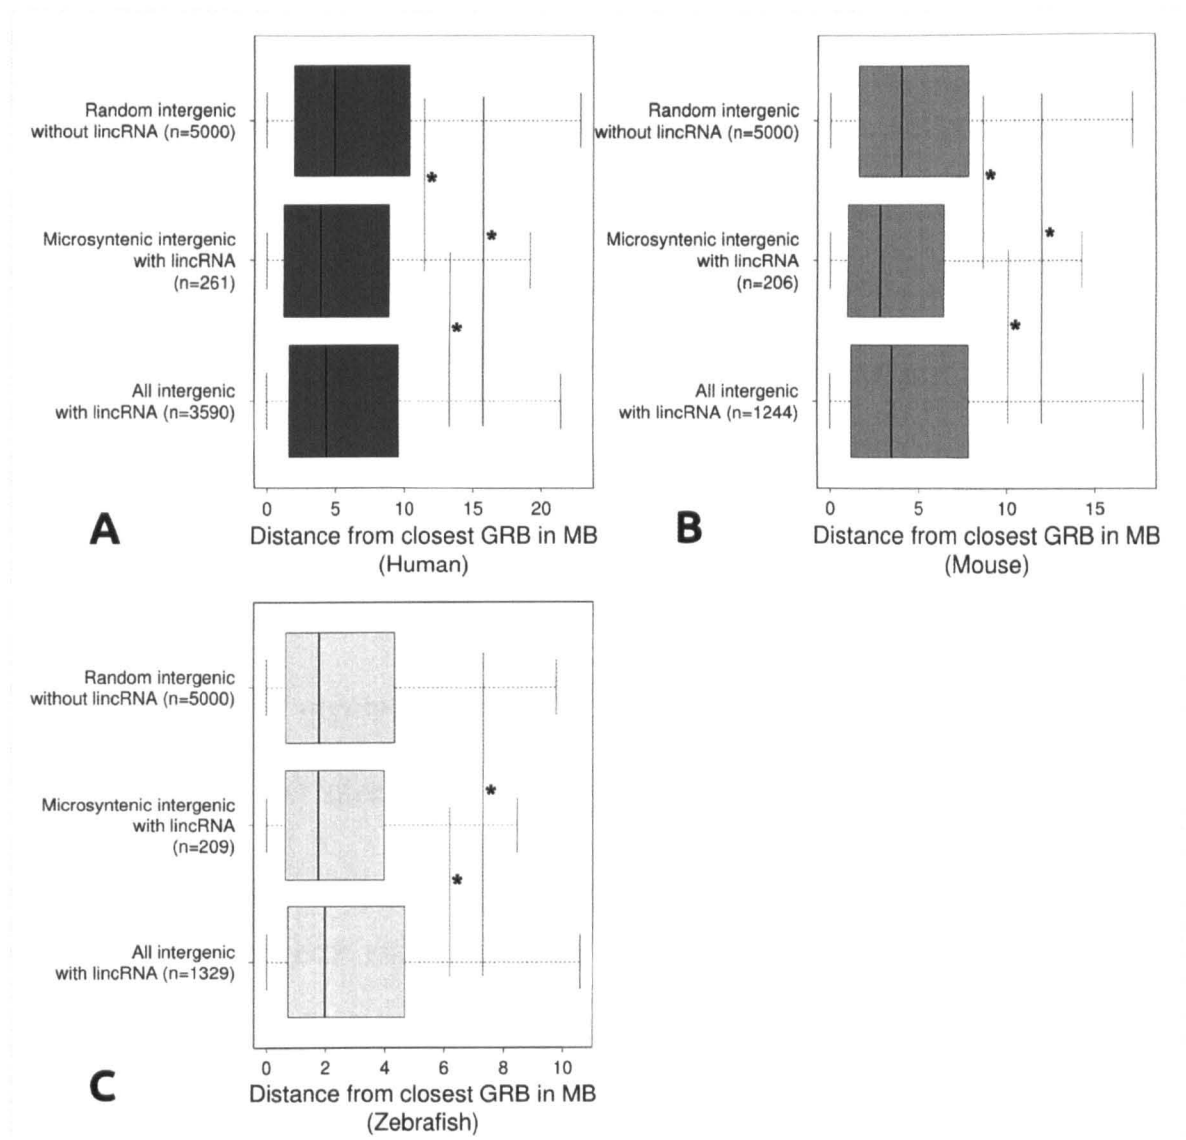 Random intergenic
without lincRNA (n=5000)
*
Microsyntenic intergenic
with lincRNA
(n=261)
*
*
All intergenic
with lincRNA (n=3590)
0 5 10 15 20
Distance from closest GRB in MB
(Human)
A
Random intergenic
without lincRNA (n=5000)
*
Microsyntenic intergenic
with lincRNA
(n=206)
*
*
All intergenic
with lincRNA (n=1244)
0 5 10 15
Distance from closest GRB in MB
(Mouse)
B
Random intergenic
without lincRNA (n=5000)
*
Microsyntenic intergenic
with lincRNA
(n=209)
*
All intergenic
with lincRNA (n=1329)
0 2 4 6 8 10
Distance from closest GRB in MB
(Zebrafish)
C